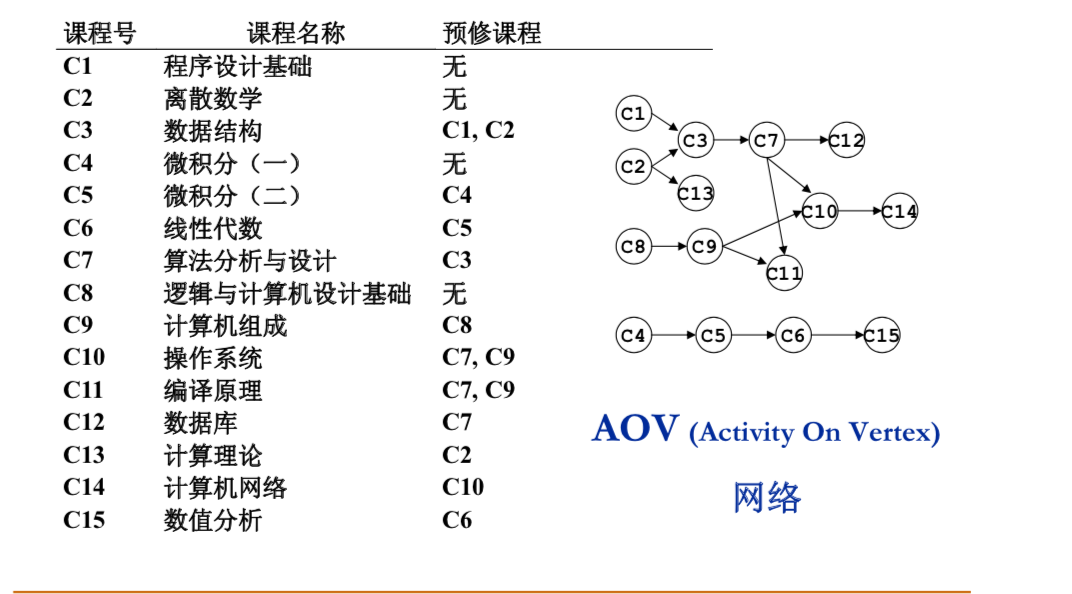 课程号 课程名称 预修课程
C1 程序设计基础 无
C2 离散数学 无
C3 数据结构 C1, C2
C4 微积分（一） 无
C5 微积分（二） C4
C6 线性代数 C5
C7 算法分析与设计 C3
C8 逻辑与计算机设计基础 无
C9 计算机组成 C8
C10 操作系统 C7, C9
C11 编译原理 C7, C9
C12 数据库 C7
C13 计算理论 C2
C14 计算机网络 C10
C15 数值分析 C6
C1
C3 C7 C12
C2
C13
C10 C14
C8 C9
C11
C4 C5 C6 C15
AOV (Activity On Vertex)
网络